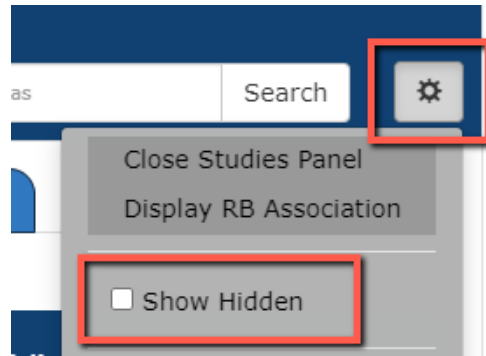 as
Search
Close Studies Panel
Display RB Association
Show Hidden